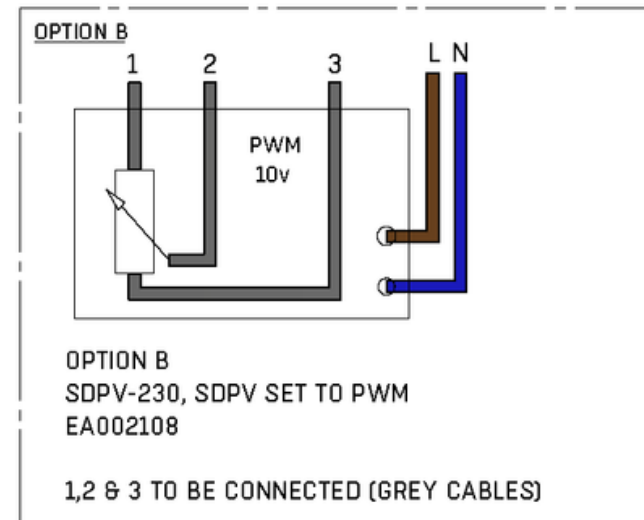 OPTION B
1 2 3 L N
PWM
10v
OPTION B
SDPV-230, SDPV SET TO PWM
EA002108
1,2 & 3 TO BE CONNECTED (GREY CABLES)